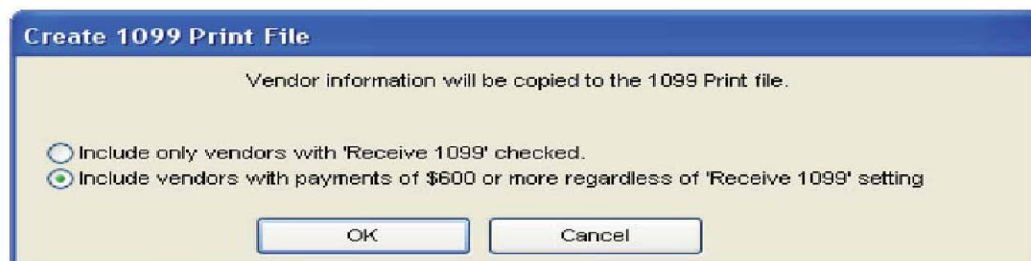 Create 1099 Print File
Vendor information will be copied to the 1099 Print file.
Include only vendors with 'Receive 1099' checked.
Include vendors with payments of $600 or more regardless of 'Receive 1099' setting
OK
Cancel